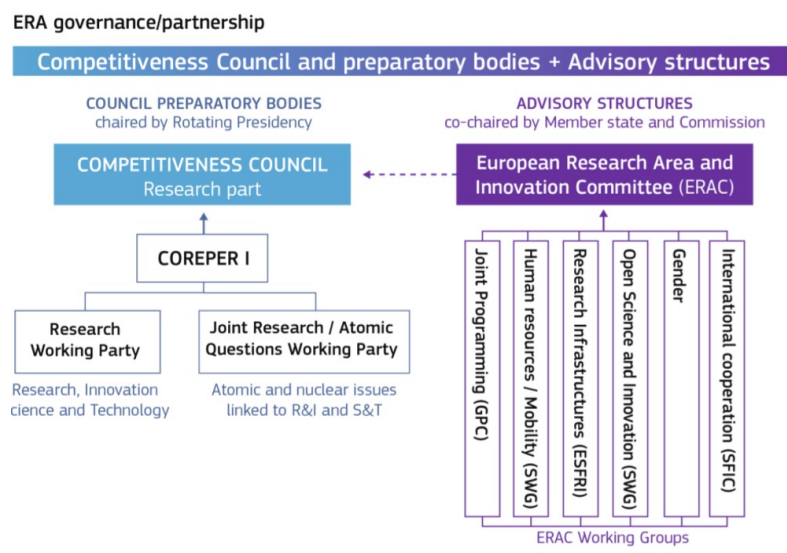 ERA governance/partnership
Competitiveness Council and preparatory bodies + Advisory structures
COUNCIL PREPARATORY BODIES
chaired by Rotating Presidency
COMPETITIVENESS COUNCIL
Research part
COREPER I
Research
Working Party
Research, Innovation
cience and Technology
Joint Research / Atomic
Questions Working Party
Atomic and nuclear issues
linked to R&I and S&T
ADVISORY STRUCTURES
co-chaired by Member state and Commission
European Research Area and
Innovation Committee (ERAC)
Joint Programming (GPC)
Human resources / Mobility (SWG)
Research Infrastructures (ESFRI)
Open Science and Innovation (SWG)
Gender
International cooperation (SFIC)
ERAC Working Groups